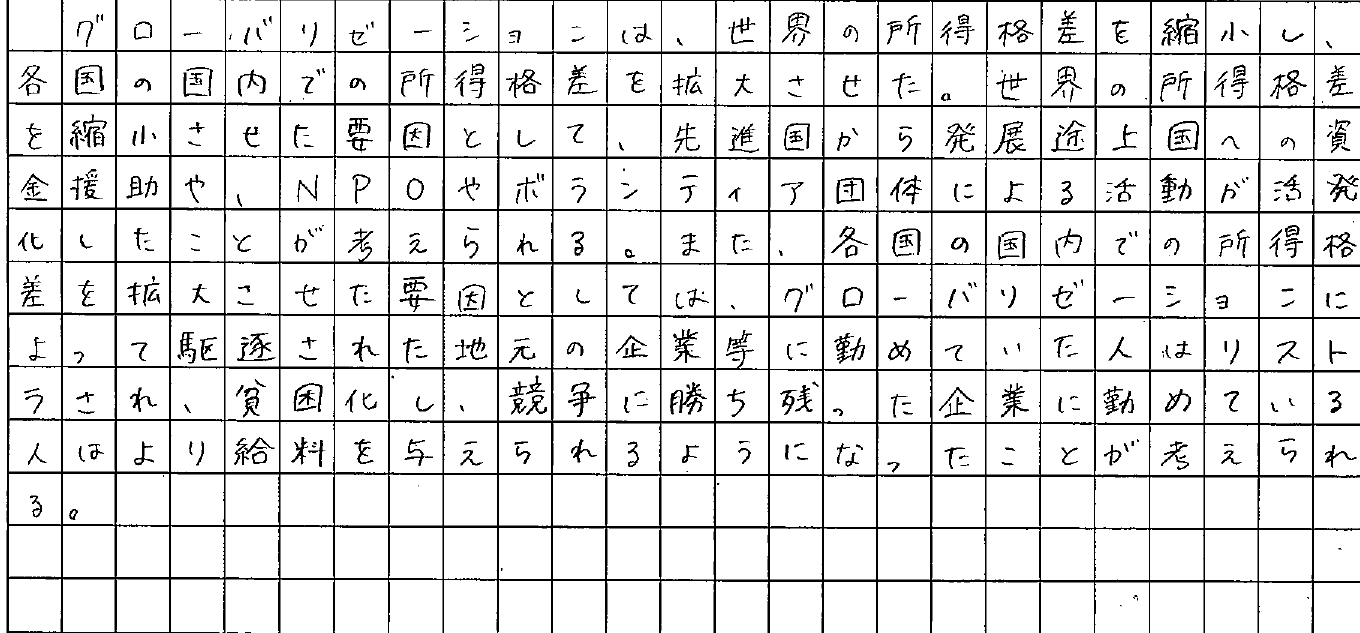 グローバリゼーションは、世界の所得格差を縮小し、
各国の国内での所得格差を拡大させた。世界の所得格差
を縮小させた要因として、先進国から発展途上国への資
金援助や、NPOやボランティア団体による活動が活発
化したことが考えられる。また、各国の国内での所得格
差を拡大させた要因としては、グローバリゼーションに
よって駆逐された地元の企業等に勤めていた人はリスト
ラされ、貧困化し、競争に勝ち残った企業に勤めている
人はより給料を与えられるようになったことが考えられ
る。